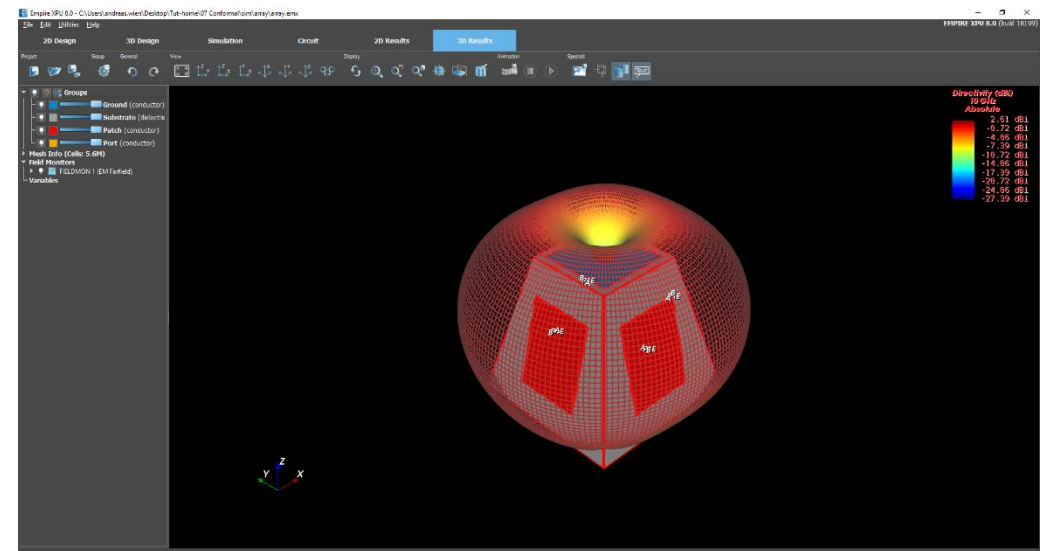 Empire XPU 8.0 - C:\Users\andreas.wien\Desktop\Tut-home\07 Conformal\sim\array\array.emx
File Edit Utilities Help
EMPIRE XPU 8.0 (build 18199)
2D Design 3D Design Simulation Circuit 2D Results 3D Results
Project Setup General View Display Animation Specials
Text
Groups
Ground (conductor)
Substrate (dielectric
Patch (conductor)
Port (conductor)
Mesh Info (Cells: 5.6M)
Field Monitors
FIELDMON 1 (EM Farfield)
Variables
Directivity (dBi)
10 GHz
Absolute
2.61 dBi
-0.72 dBi
-4.06 dBi
-7.39 dBi
-10.72 dBi
-14.06 dBi
-17.39 dBi
-20.72 dBi
-24.06 dBi
-27.39 dBi
Z
Y X